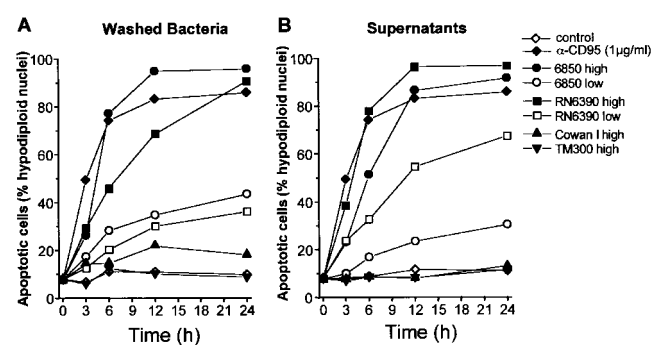 A Washed Bacteria
Apoptotic cells (% hypodiploid nuclei)
100
80
60
40
20
0
0 3 6 9 12 15 18 21 24
Time (h)
B Supernatants
Apoptotic cells (% hypodiploid nuclei)
100
80
60
40
20
0
0 3 6 9 12 15 18 21 24
Time (h)
control
α-CD95 (1µg/ml)
6850 high
6850 low
RN6390 high
RN6390 low
Cowan I high
TM300 high